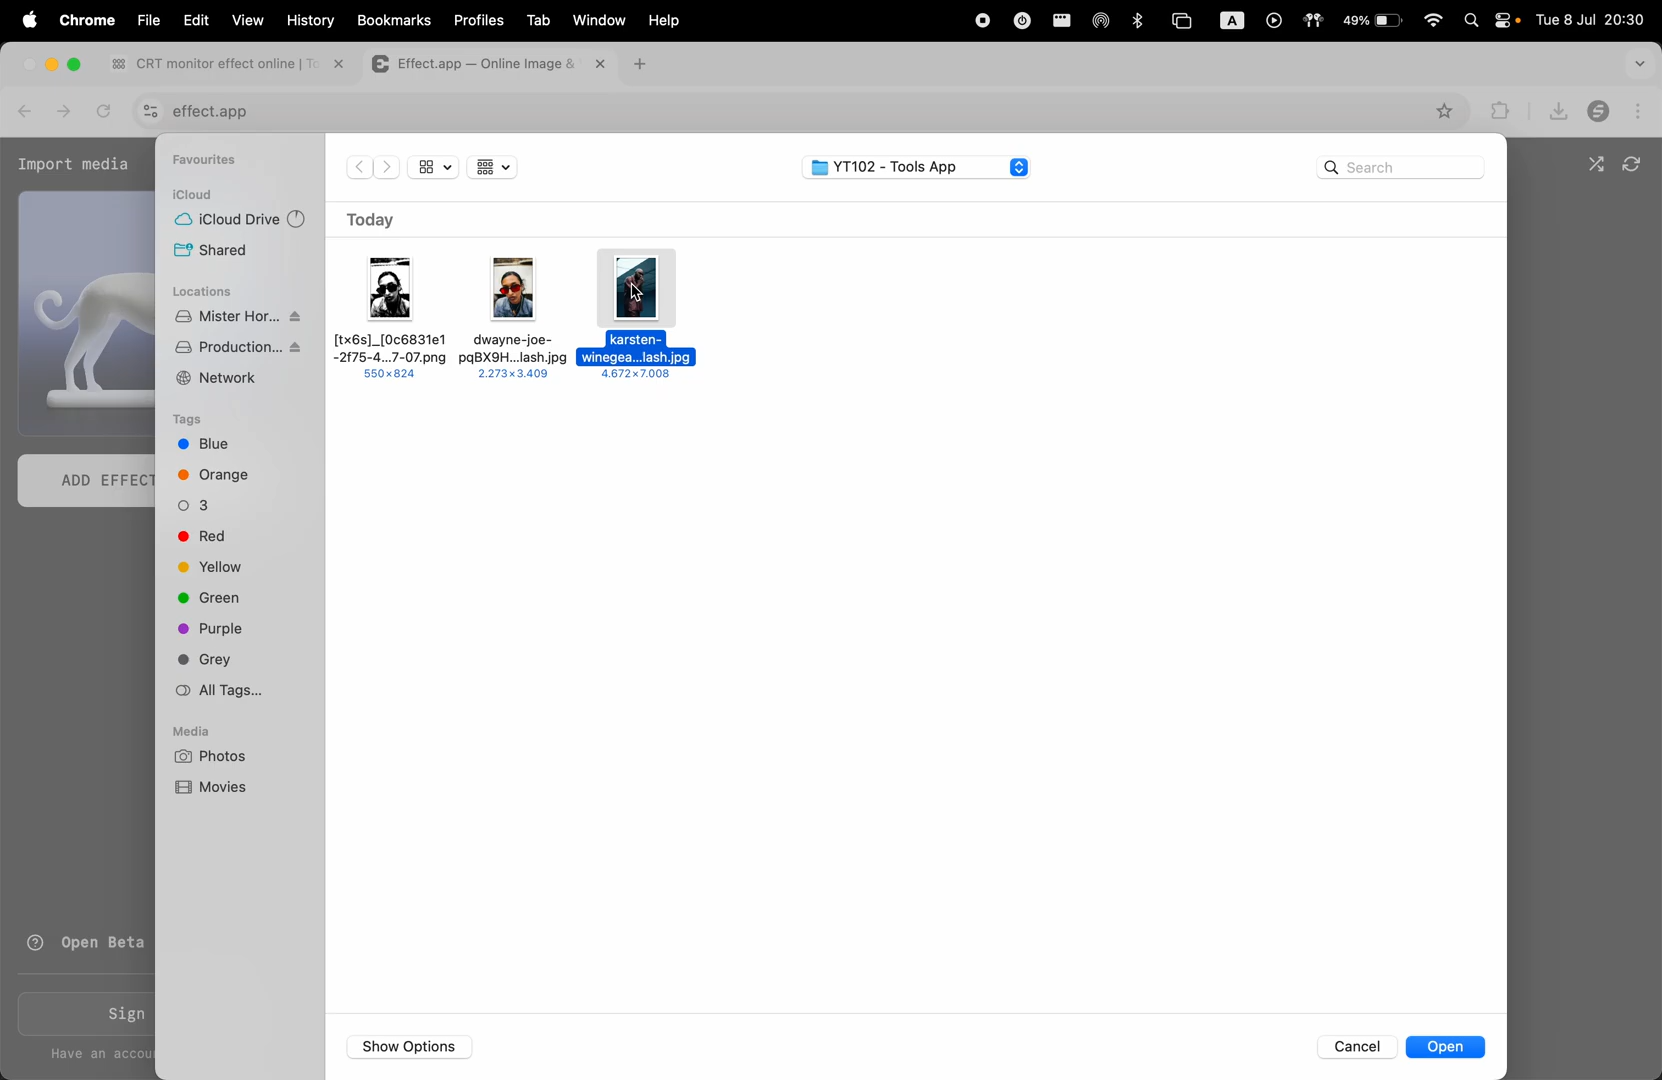 Chrome File Edit View History Bookmarks Profiles Tab Window Help A 49% Tue 8 Jul 20:30
CRT monitor effect online | To
Effect.app — Online Image &
effect.app
Import media
ADD EFFECT
Open Beta
Sign
Have an accou
Favourites
iCloud
iCloud Drive
Shared
Locations
Mister Hor...
Production...
Network
Tags
Blue
Orange
3
Red
Yellow
Green
Purple
Grey
All Tags...
Media
Photos
Movies
YT102 - Tools App
Search
Today
[tx6s]_[0c6831e1
-2f75-4...7-07.png
550×824
dwayne-joe-
pqBX9H...lash.jpg
2.273×3.409
karsten-
winegea...lash.jpg
4.672×7.008
Show Options
Cancel
Open